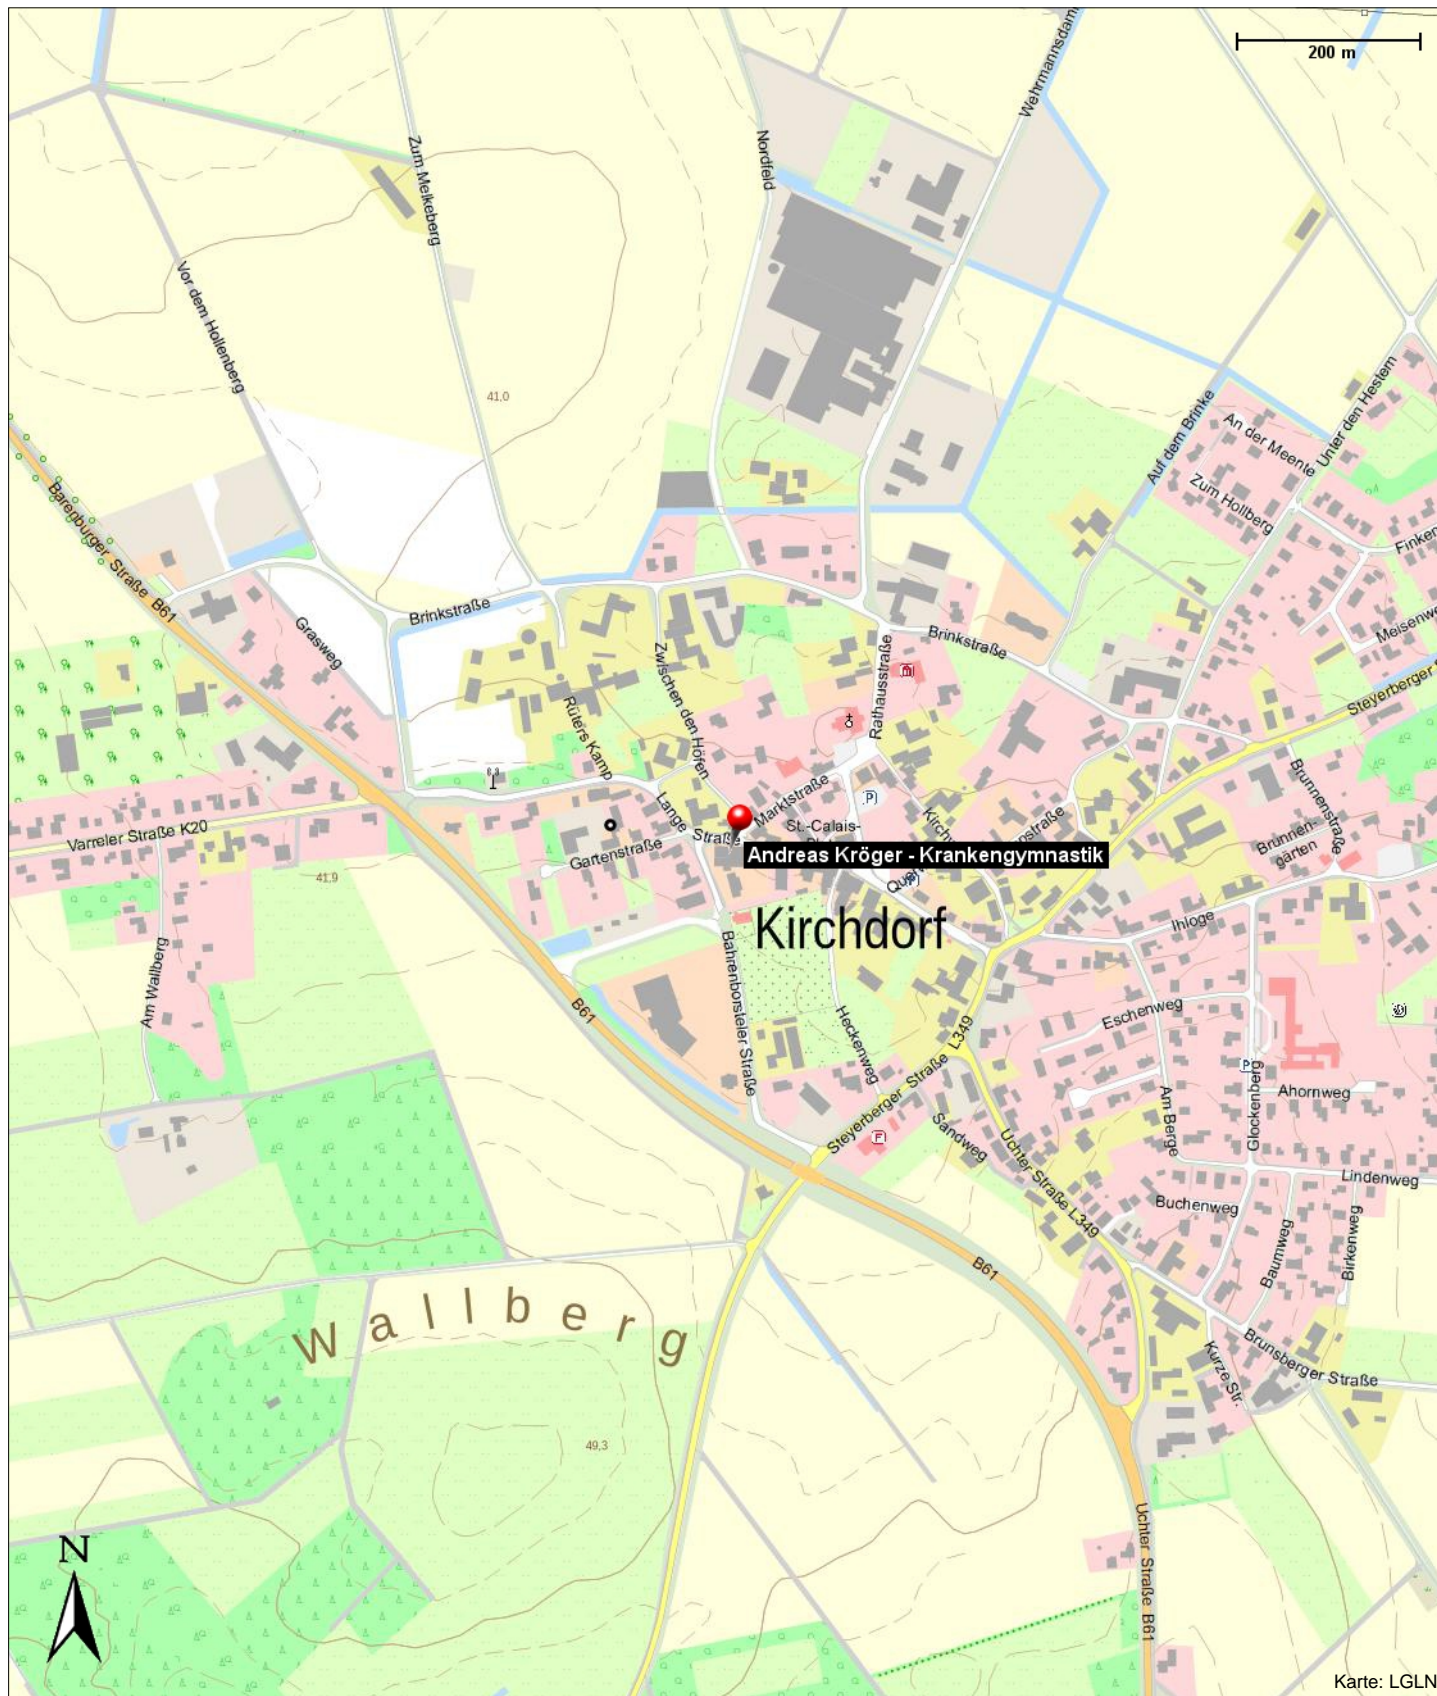 200 m
Wehrmannsdam
Nordfeld
Zum Melkeberg
Vor dem Hollenberg
41,0
Auf dem Brinke
Unter den Hestern
An der Meente
Zum Hollberg
Finken
Barenburger Straße B61
Meisenwe
Grasweg
Brinkstraße
Brinkstraße
Zwischen den Höfen
Rathausstraße
Steyerberger
Rüters Kamp
Brunnenstraße
Marktstraße
P
Lange Straße
St.-Calais-
Varreler Straße K20
Gartenstraße
Brunnen-
gärten
Andreas Kröger - Krankengymnastik
41,9
Kirchdorf
Ihloge
Am Wallberg
Bahrenborsteler Straße
B61
Heckenweg
Eschenweg
Steyerberger Straße L349
P
Ahornweg
Am Berge
Glockenberg
Sandweg
F
Uchter Straße L349
Lindenweg
Buchenweg
Baumweg
Birkenweg
B61
Wallberg
Kurze Str.
Brunsberger Straße
49,3
Uchter Straße B61
N
Karte: LGLN